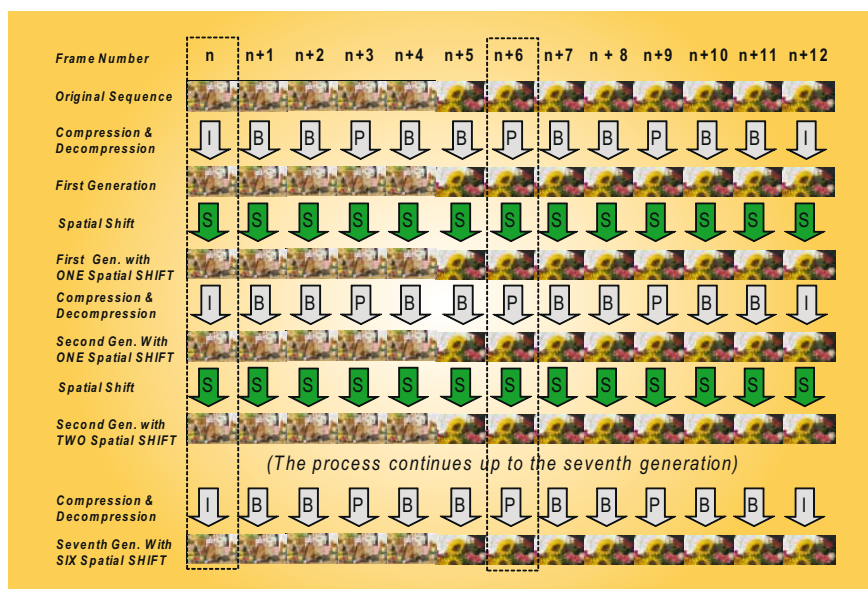 Frame Number n n+1 n+2 n+3 n+4 n+5 n+6 n+7 n + 8 n+9 n+10 n+11 n+12
Original Sequence
Compression &
Decompression
I B B P B B P B B P B B I
First Generation
Spatial Shift S S S S S S S S S S S S S
First Gen. with
ONE Spatial SHIFT
Compression &
Decompression
I B B P B B P B B P B B I
Second Gen. With
ONE Spatial SHIFT
Spatial Shift S S S S S S S S S S S S S
Second Gen. with
TWO Spatial SHIFT
(The process continues up to the seventh generation)
Compression &
Decompression
I B B P B B P B B P B B I
Seventh Gen. With
SIX Spatial SHIFT